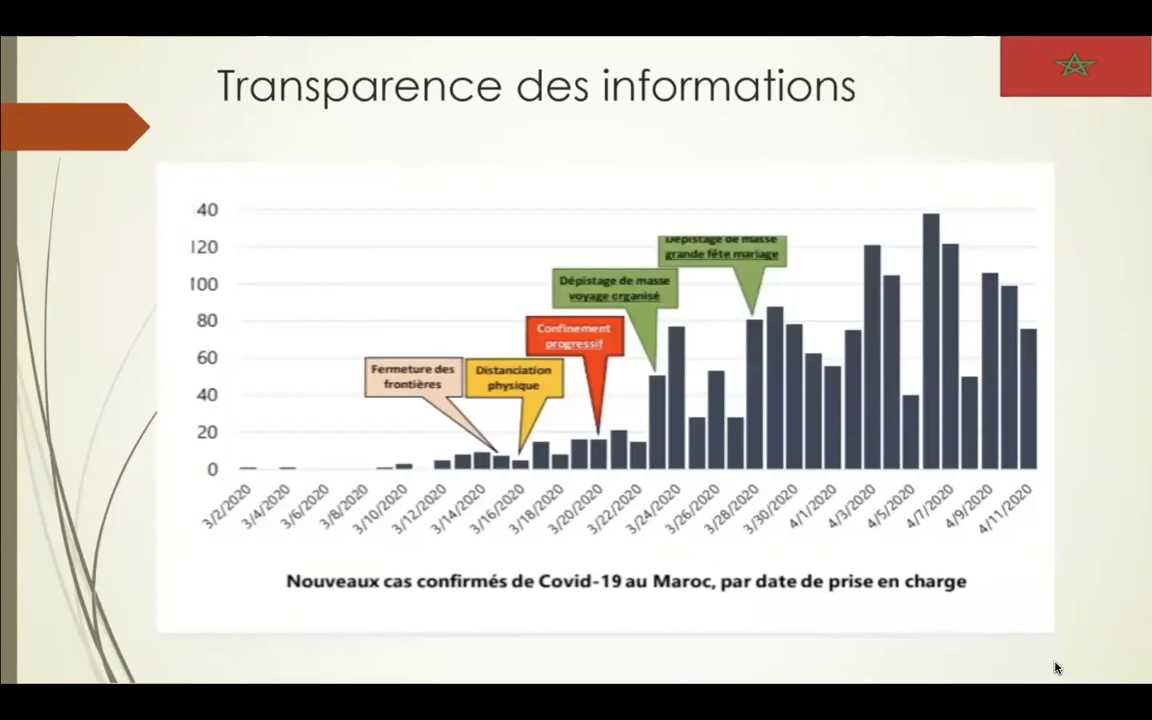 Transparence des informations
40
120
100
80
60
40
20
0
Dépistage de masse
grande fête mariage
Dépistage de masse
voyage organisé
Confinement
progressif
Fermeture des
frontières
Distanciation
physique
3/2/2020
3/4/2020
3/6/2020
3/8/2020
3/10/2020
3/12/2020
3/14/2020
3/16/2020
3/18/2020
3/20/2020
3/22/2020
3/24/2020
3/26/2020
3/28/2020
3/30/2020
4/1/2020
4/3/2020
4/5/2020
4/7/2020
4/9/2020
4/11/2020
Nouveaux cas confirmés de Covid-19 au Maroc, par date de prise en charge